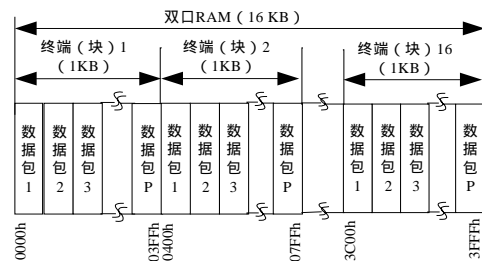 双口RAM（16 KB）
终端（块）1
（1KB）
终端（块）2
（1KB）
终端（块）16
（1KB）
数据包1
数据包2
数据包3
数据包P
数据包1
数据包2
数据包3
数据包P
数据包1
数据包2
数据包3
数据包P
0000h
03FFh
0400h
07FFh
3C00h
3FFFh